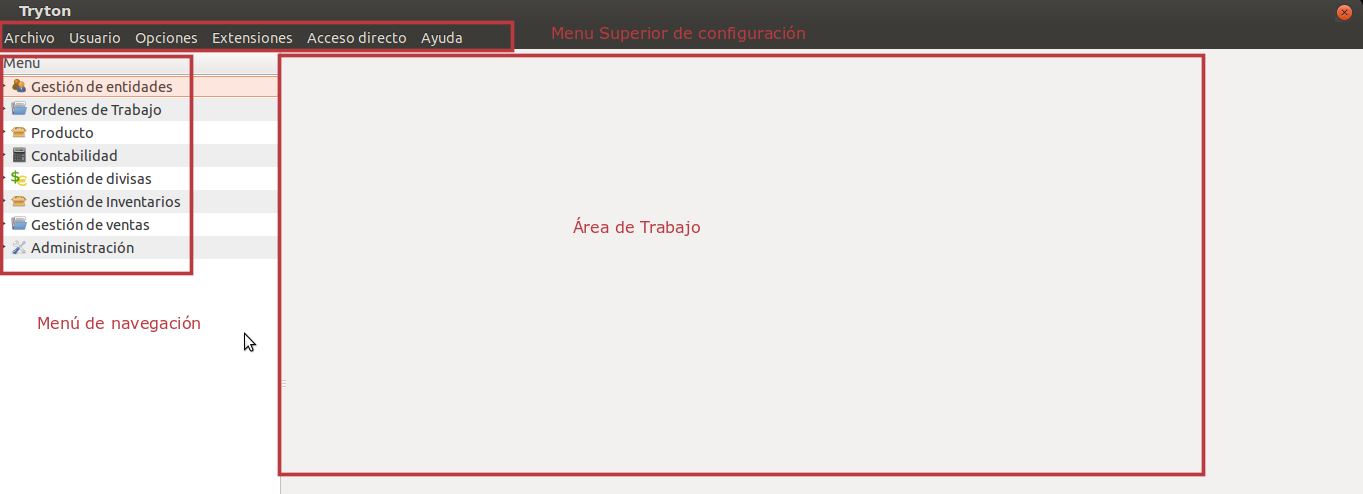 Tryton
Archivo Usuario Opciones Extensiones Acceso directo Ayuda
Menu Superior de configuración
Menú
Gestión de entidades
Ordenes de Trabajo
Producto
Contabilidad
Gestión de divisas
Gestión de Inventarios
Gestión de ventas
Administración
Menú de navegación
Área de Trabajo